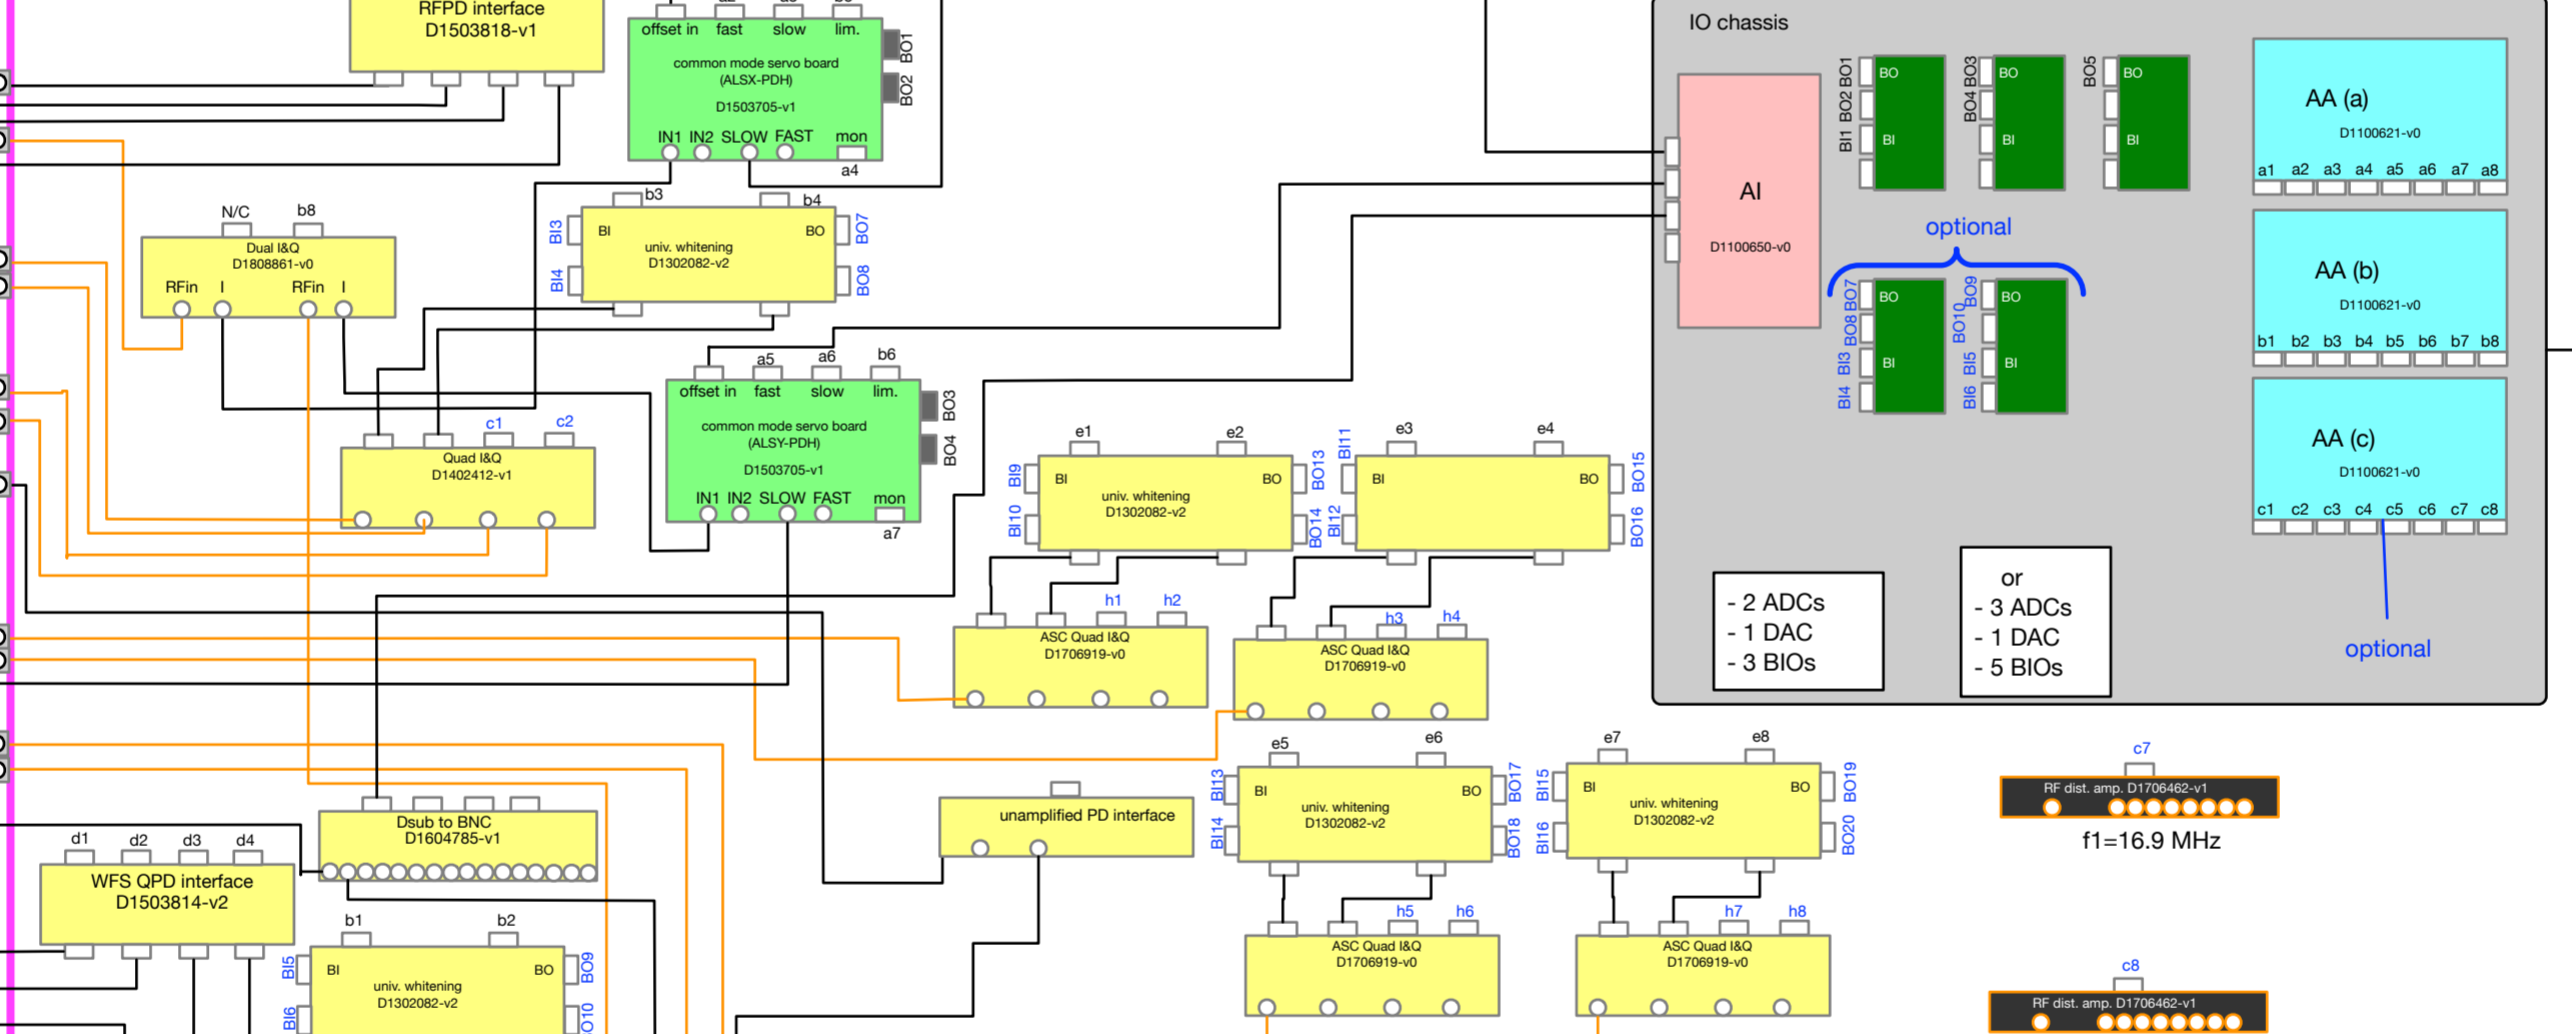 RFPD interface
D1503818-v1
offset in fast slow lim.
BO1
BO2
common mode servo board
(ALSX-PDH)
D1503705-v1
IN1 IN2 SLOW FAST mon
a4
N/C b8
Dual I&Q
D1808861-v0
RFin I RFin I
b3 b4
BI3
BI4
BI BO
BO7
BO8
univ. whitening
D1302082-v2
a5 a6 b6
offset in fast slow lim.
BO3
BO4
common mode servo board
(ALSY-PDH)
D1503705-v1
IN1 IN2 SLOW FAST mon
a7
c1 c2
Quad I&Q
D1402412-v1
e1 e2
BI9
BI10
BI BO
BO13
BO14
univ. whitening
D1302082-v2
e3 e4
BI11
BI12
BI BO
BO15
BO16
h1 h2
ASC Quad I&Q
D1706919-v0
h3 h4
ASC Quad I&Q
D1706919-v0
IO chassis
AI
D1100650-v0
BO1
BO2
BI1
BO
BI
BO3
BO4
BO
BI
BO5
BO
BI
optional
BO7
BO8
BI3
BI4
BO
BI
BO9
BO10
BI5
BI6
BO
BI
AA (a)
D1100621-v0
a1 a2 a3 a4 a5 a6 a7 a8
AA (b)
D1100621-v0
b1 b2 b3 b4 b5 b6 b7 b8
AA (c)
D1100621-v0
c1 c2 c3 c4 c5 c6 c7 c8
optional
- 2 ADCs
- 1 DAC
- 3 BIOs
or
- 3 ADCs
- 1 DAC
- 5 BIOs
Dsub to BNC
D1604785-v1
d1 d2 d3 d4
WFS QPD interface
D1503814-v2
b1 b2
BI5
BI6
BI BO
BO9
univ. whitening
D1302082-v2
unamplified PD interface
e5 e6
BI13
BI14
BI BO
BO17
BO18
univ. whitening
D1302082-v2
e7 e8
BI15
BI16
BI BO
BO19
BO20
univ. whitening
D1302082-v2
h5 h6
ASC Quad I&Q
D1706919-v0
h7 h8
ASC Quad I&Q
D1706919-v0
c7
RF dist. amp. D1706462-v1
f1=16.9 MHz
c8
RF dist. amp. D1706462-v1